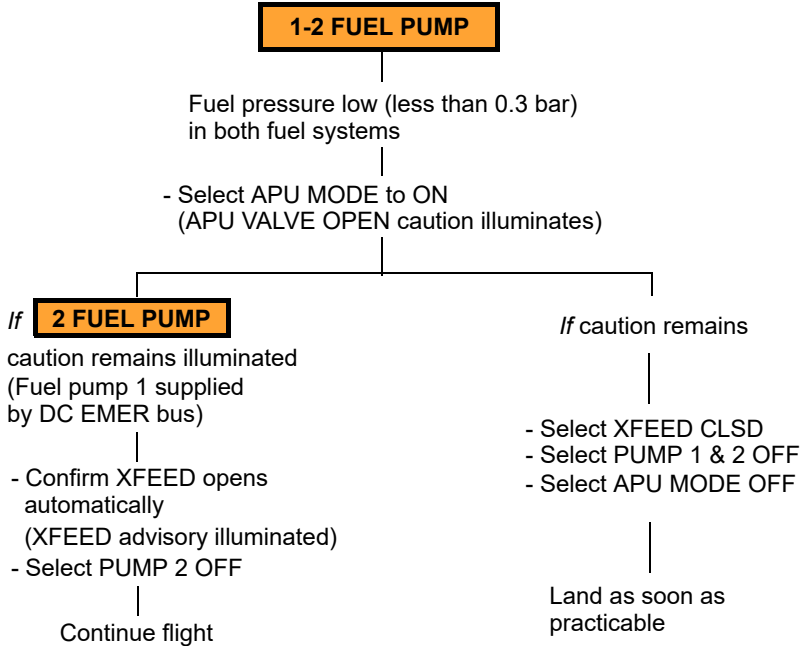 1-2 FUEL PUMP
Fuel pressure low (less than 0.3 bar)
in both fuel systems
- Select APU MODE to ON
(APU VALVE OPEN caution illuminates)
If 2 FUEL PUMP
caution remains illuminated
(Fuel pump 1 supplied
by DC EMER bus)
- Confirm XFEED opens
automatically
(XFEED advisory illuminated)
- Select PUMP 2 OFF
Continue flight
If caution remains
- Select XFEED CLSD
- Select PUMP 1 & 2 OFF
- Select APU MODE OFF
Land as soon as
practicable